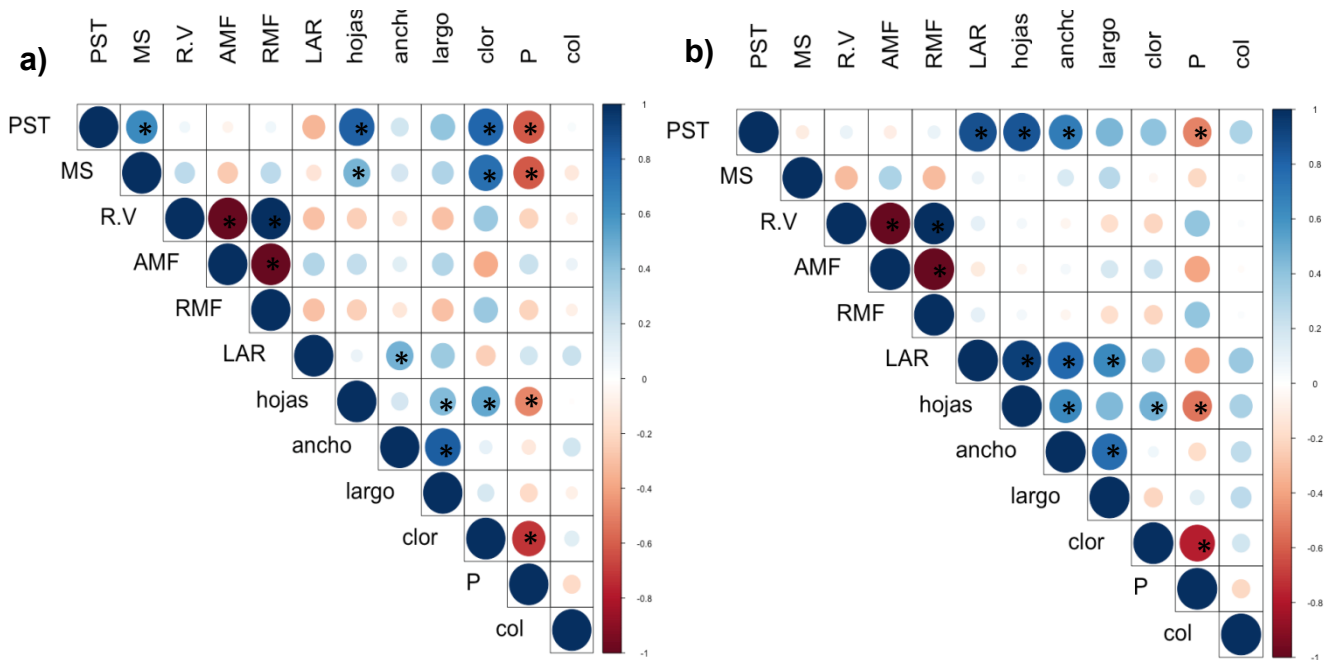 a)
PST MS R.V AMF RMF LAR hojas ancho largo clor P col
PST
MS
R.V
AMF
RMF
LAR
hojas
ancho
largo
clor
P
col
* * * *
* * *
* *
*
*
* * *
*
*
1
0.8
0.6
0.4
0.2
0
-0.2
-0.4
-0.6
-0.8
-1
b)
PST MS R.V AMF RMF LAR hojas ancho largo clor P col
PST
MS
R.V
AMF
RMF
LAR
hojas
ancho
largo
clor
P
col
* * * *
* *
*
* * *
* * *
*
*
1
0.8
0.6
0.4
0.2
0
-0.2
-0.4
-0.6
-0.8
-1